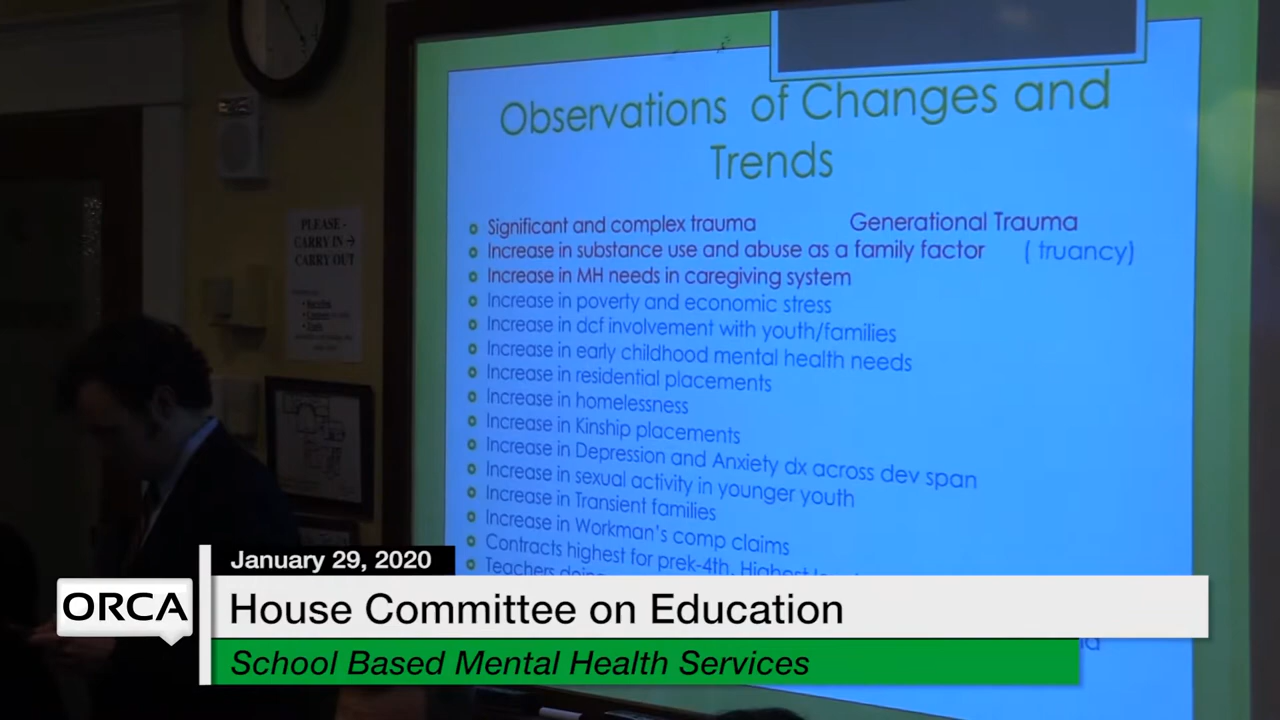 Observations of Changes and
Trends
Significant and complex trauma Generational Trauma
Increase in substance use and abuse as a family factor ( truancy)
Increase in MH needs in caregiving system
Increase in poverty and economic stress
Increase in dcf involvement with youth/families
Increase in early childhood mental health needs
Increase in residential placements
Increase in homelessness
Increase in Kinship placements
Increase in Depression and Anxiety dx across dev span
Increase in sexual activity in younger youth
Increase in Transient families
Increase in Workman's comp claims
Contracts highest for prek-4th. Highest
Teachers
PLEASE -
CARRY IN →
CARRY OUT
January 29, 2020
ORCA
House Committee on Education
School Based Mental Health Services